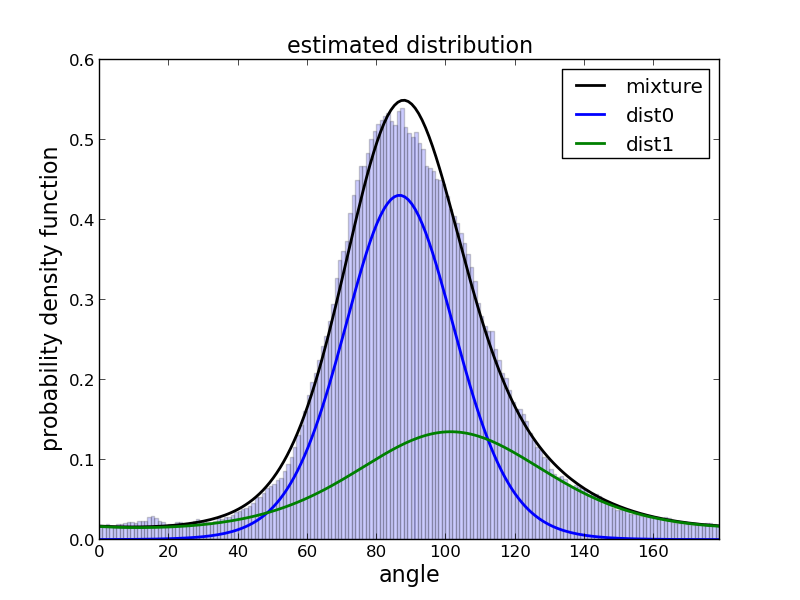 estimated distribution
mixture
dist0
dist1
probability density function
0.6
0.5
0.4
0.3
0.2
0.1
0.0
0 20 40 60 80 100 120 140 160
angle